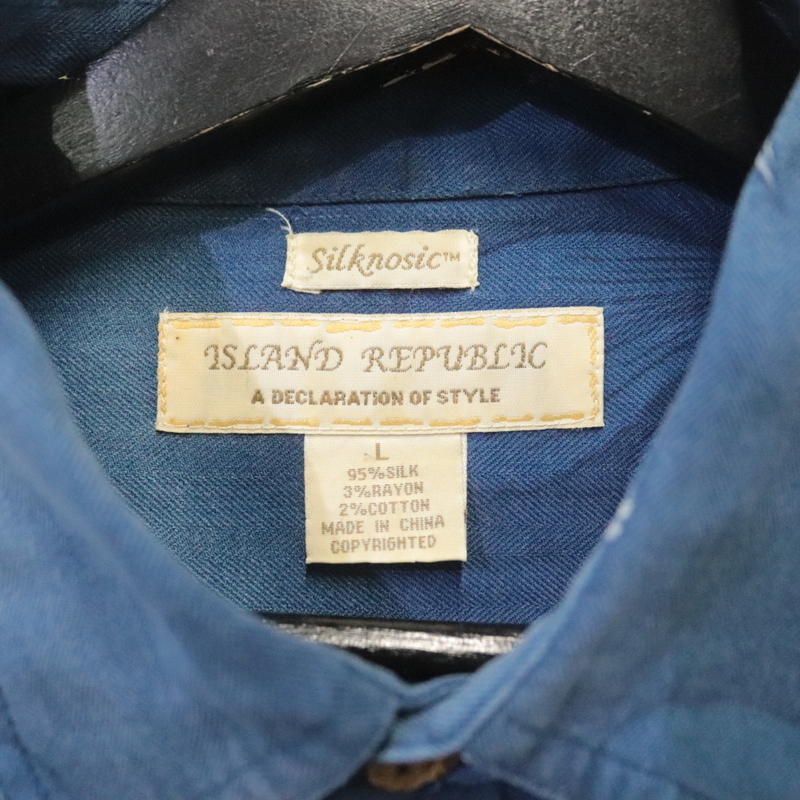 Silknosic™
ISLAND REPUBLIC
A DECLARATION OF STYLE
L
95%SILK
3%RAYON
2%COTTON
MADE IN CHINA
COPYRIGHTED